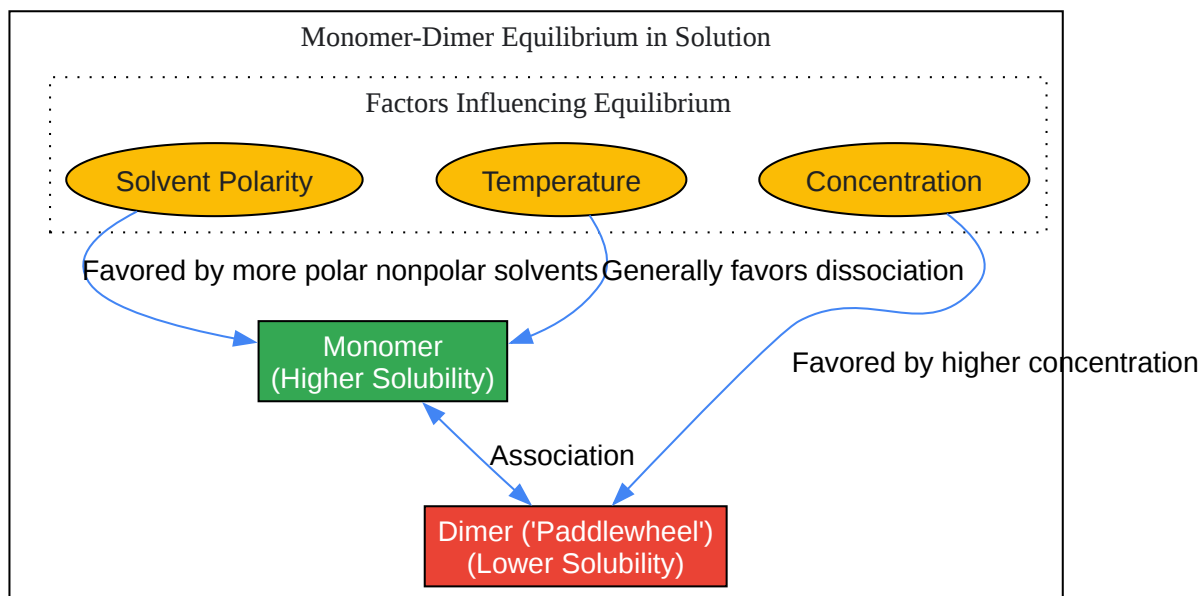 Monomer-Dimer Equilibrium in Solution
Factors Influencing Equilibrium
Solvent Polarity
Temperature
Concentration
Favored by more polar nonpolar solvents
Generally favors dissociation
Monomer
(Higher Solubility)
Favored by higher concentration
Association
Dimer ('Paddlewheel')
(Lower Solubility)